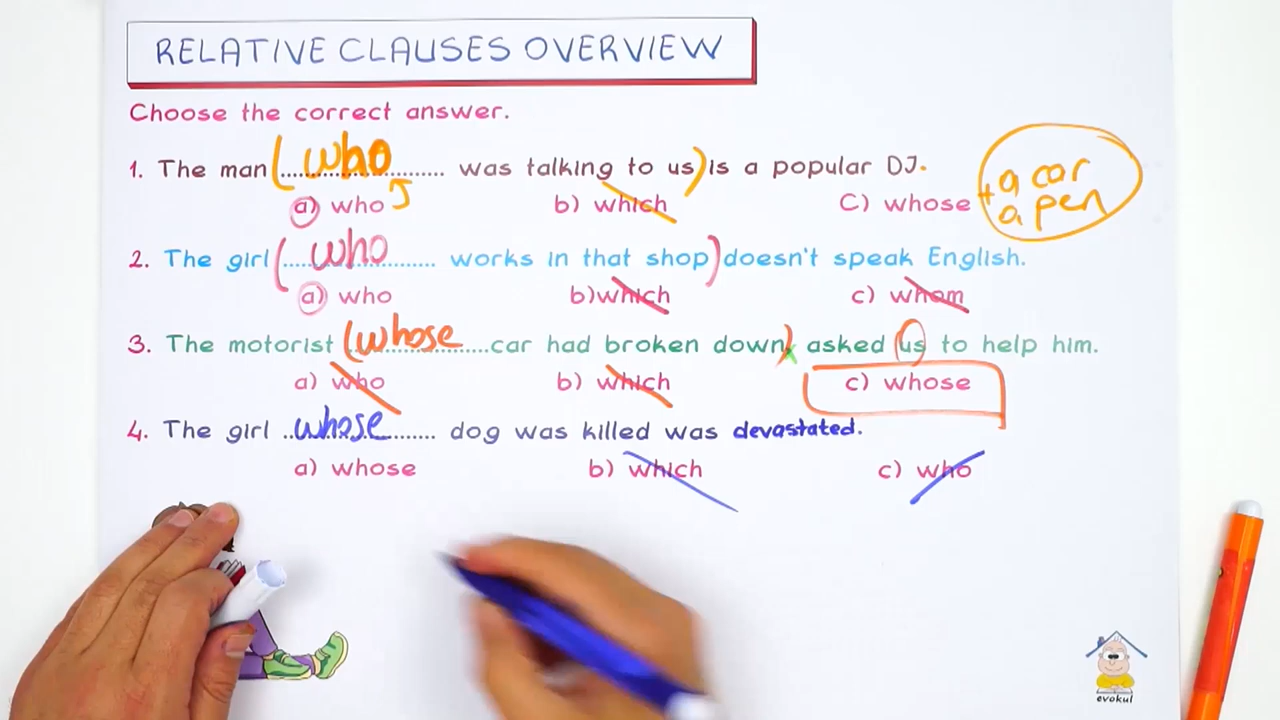 RELATIVE CLAUSES OVERVIEW
Choose the correct answer.
1. The man (...who... was talking to us) is a popular DJ.
a) who b) which C) whose
+ a car
a pen
2. The girl (...who... works in that shop) doesn't speak English.
a) who b) which c) whom
3. The motorist (whose...car had broken down) asked us to help him.
a) who b) which c) whose
4. The girl ..whose... dog was killed was devastated.
a) whose b) which c) who
evokul